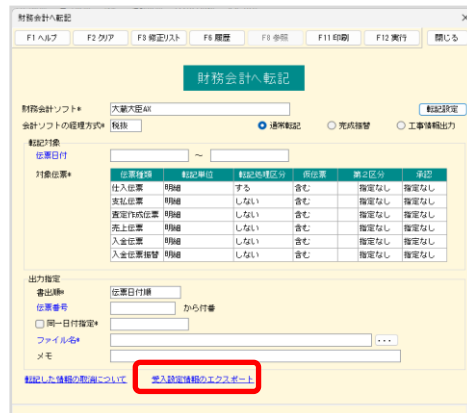 財務会計へ転記
F1 ヘルプ F2 クリア F3 修正リスト F6 履歴 F8 参照 F11 印刷 F12 実行 閉じる
財務会計へ転記
財務会計ソフト* 大蔵大臣AX 転記設定
会計ソフトの経理方式* 税抜 通常転記 完成振替 工事情報出力
転記対象
伝票日付 ～
対象伝票* 伝票種類 転記単位 転記処理区分 仮伝票 第2区分 承認
仕入伝票 明細 する 含む 指定なし 指定なし
支払伝票 明細 しない 含む 指定なし 指定なし
査定作成伝票 明細 しない 含む 指定なし 指定なし
売上伝票 明細 しない 含む 指定なし 指定なし
入金伝票 明細 しない 含む 指定なし 指定なし
入金伝票振替 明細 しない 含む 指定なし 指定なし
出力指定
書出順* 伝票日付順
伝票番号 から付番
同一日付指定*
ファイル名* ...
メモ
転記した情報の取消について 受入設定情報のエクスポート